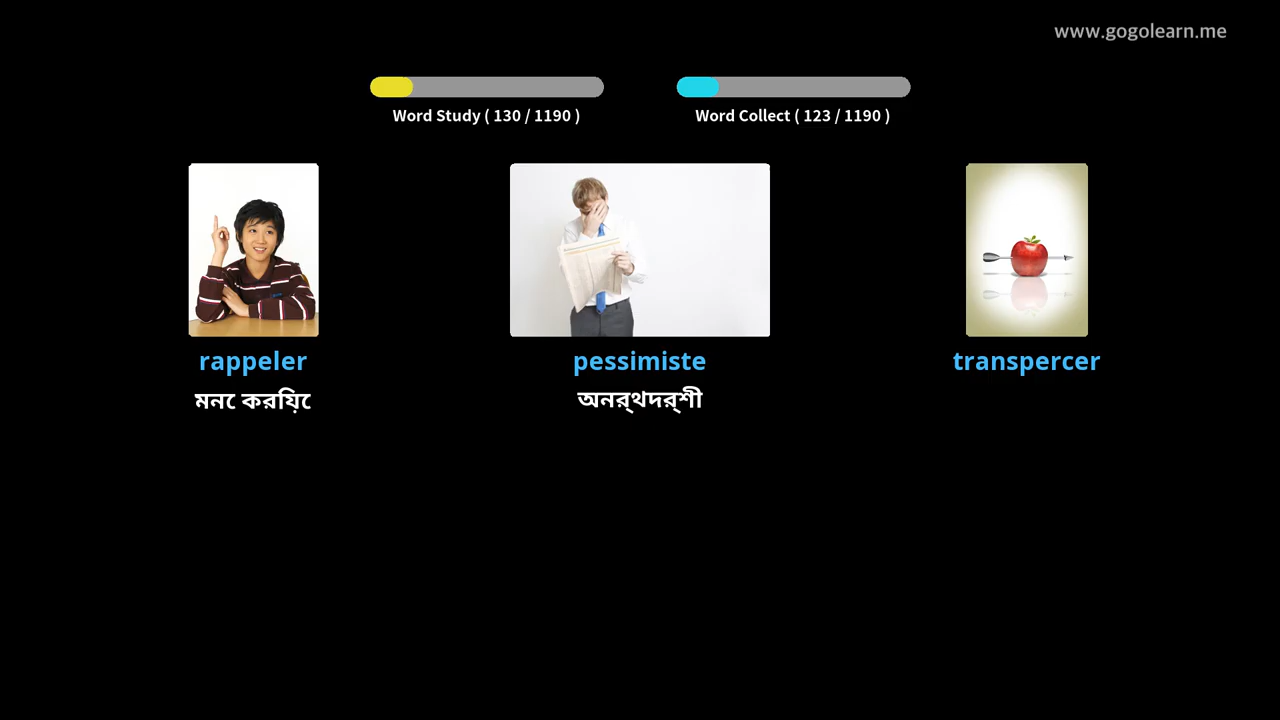 www.gogolearn.me
Word Study ( 130 / 1190 )
Word Collect ( 123 / 1190 )
rappeler
pessimiste
transpercer
মনে করিয়ে
অনর্থদর্শী